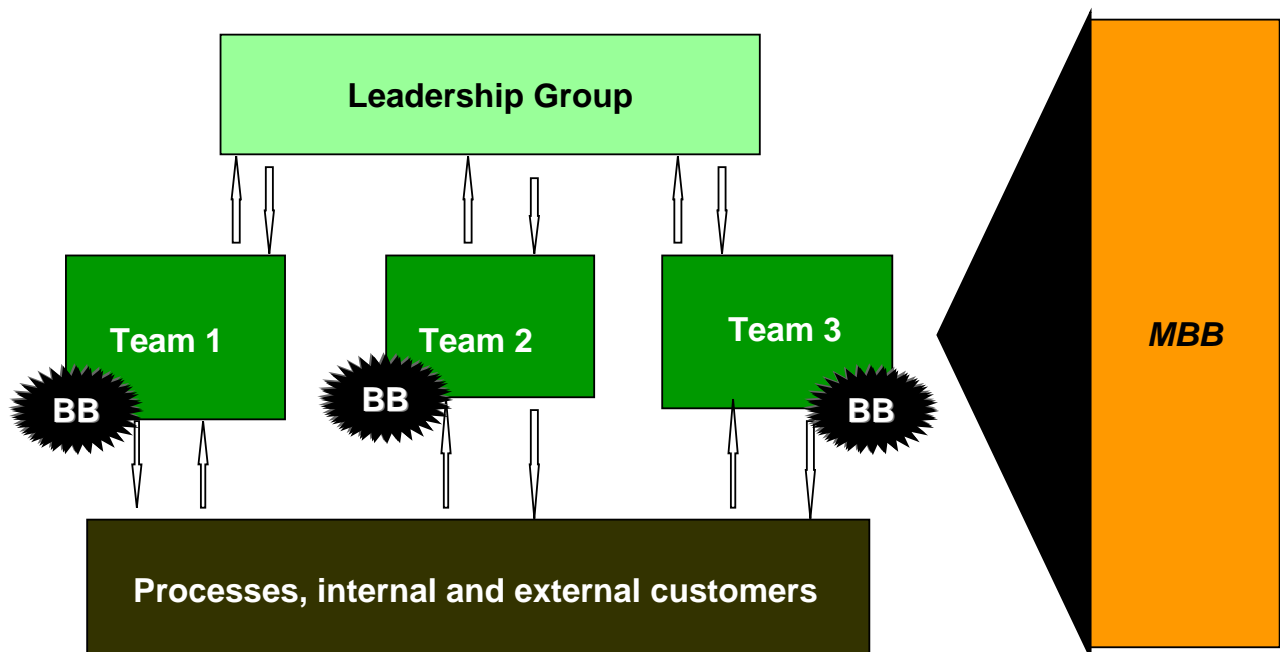 Leadership Group
Team 1
Team 2
Team 3
BB
BB
BB
MBB
Processes, internal and external customers